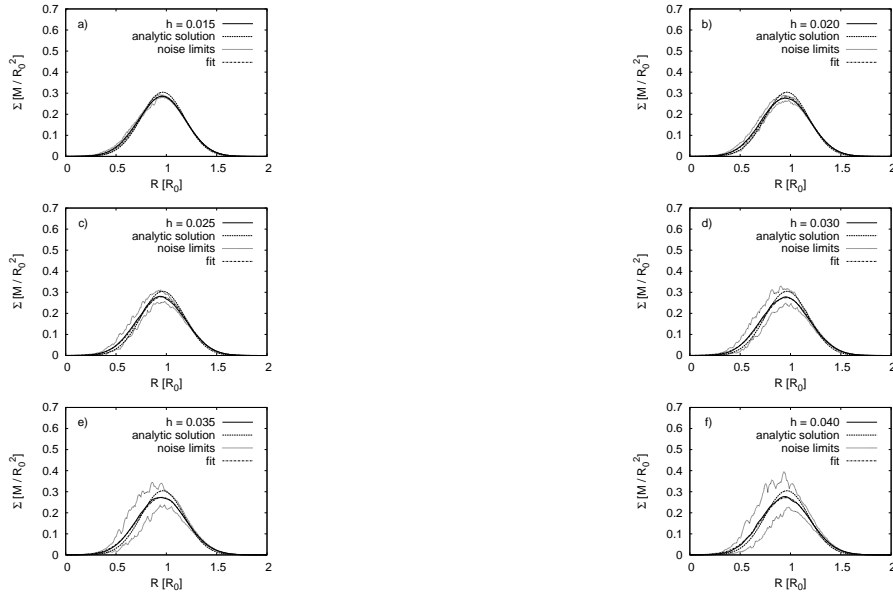 a)
h = 0.015
analytic solution
noise limits
fit
Σ [M / R₀²]
0.7
0.6
0.5
0.4
0.3
0.2
0.1
0
0 0.5 1 1.5 2
R [R₀]
b)
h = 0.020
analytic solution
noise limits
fit
Σ [M / R₀²]
0.7
0.6
0.5
0.4
0.3
0.2
0.1
0
0 0.5 1 1.5 2
R [R₀]
c)
h = 0.025
analytic solution
noise limits
fit
Σ [M / R₀²]
0.7
0.6
0.5
0.4
0.3
0.2
0.1
0
0 0.5 1 1.5 2
R [R₀]
d)
h = 0.030
analytic solution
noise limits
fit
Σ [M / R₀²]
0.7
0.6
0.5
0.4
0.3
0.2
0.1
0
0 0.5 1 1.5 2
R [R₀]
e)
h = 0.035
analytic solution
noise limits
fit
Σ [M / R₀²]
0.7
0.6
0.5
0.4
0.3
0.2
0.1
0
0 0.5 1 1.5 2
R [R₀]
f)
h = 0.040
analytic solution
noise limits
fit
Σ [M / R₀²]
0.7
0.6
0.5
0.4
0.3
0.2
0.1
0
0 0.5 1 1.5 2
R [R₀]